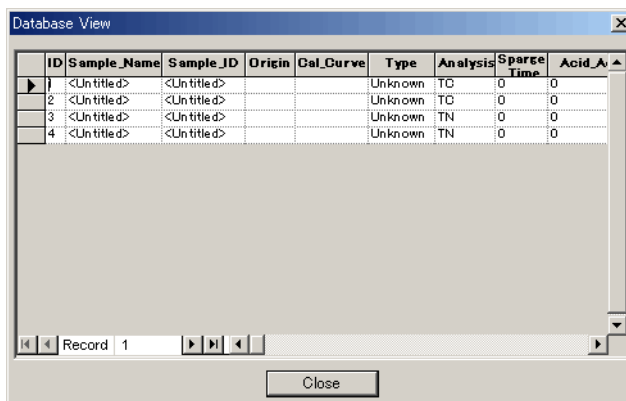 Database View
ID Sample_Name Sample_ID Origin Cal_Curve Type Analysis Sparge Time
1 <Untitled> <Untitled> Unknown TC 0 0
2 <Untitled> <Untitled> Unknown TC 0 0
3 <Untitled> <Untitled> Unknown TN 0 0
4 <Untitled> <Untitled> Unknown TN 0 0
Record 1
Close